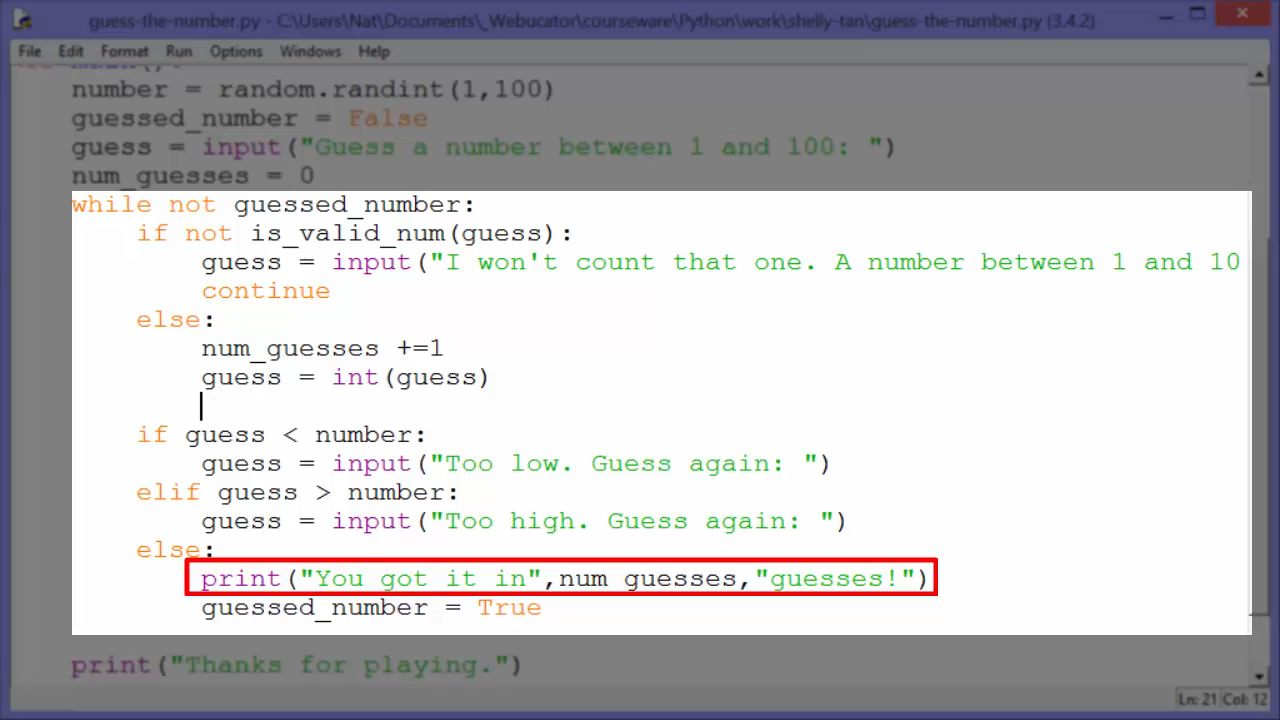 guess-the-number.py - C:\Users\Nat\Documents\_Webucator\courseware\Python\work\shelly-tan\guess-the-number.py (3.4.2)
File Edit Format Run Options Windows Help
number = random.randint(1,100)
guessed_number = False
guess = input("Guess a number between 1 and 100: ")
num_guesses = 0
while not guessed_number:
if not is_valid_num(guess):
guess = input("I won't count that one. A number between 1 and 10
continue
else:
num_guesses +=1
guess = int(guess)
if guess < number:
guess = input("Too low. Guess again: ")
elif guess > number:
guess = input("Too high. Guess again: ")
else:
print("You got it in",num_guesses,"guesses!")
guessed_number = True
print("Thanks for playing.")
Ln: 21 Col: 12